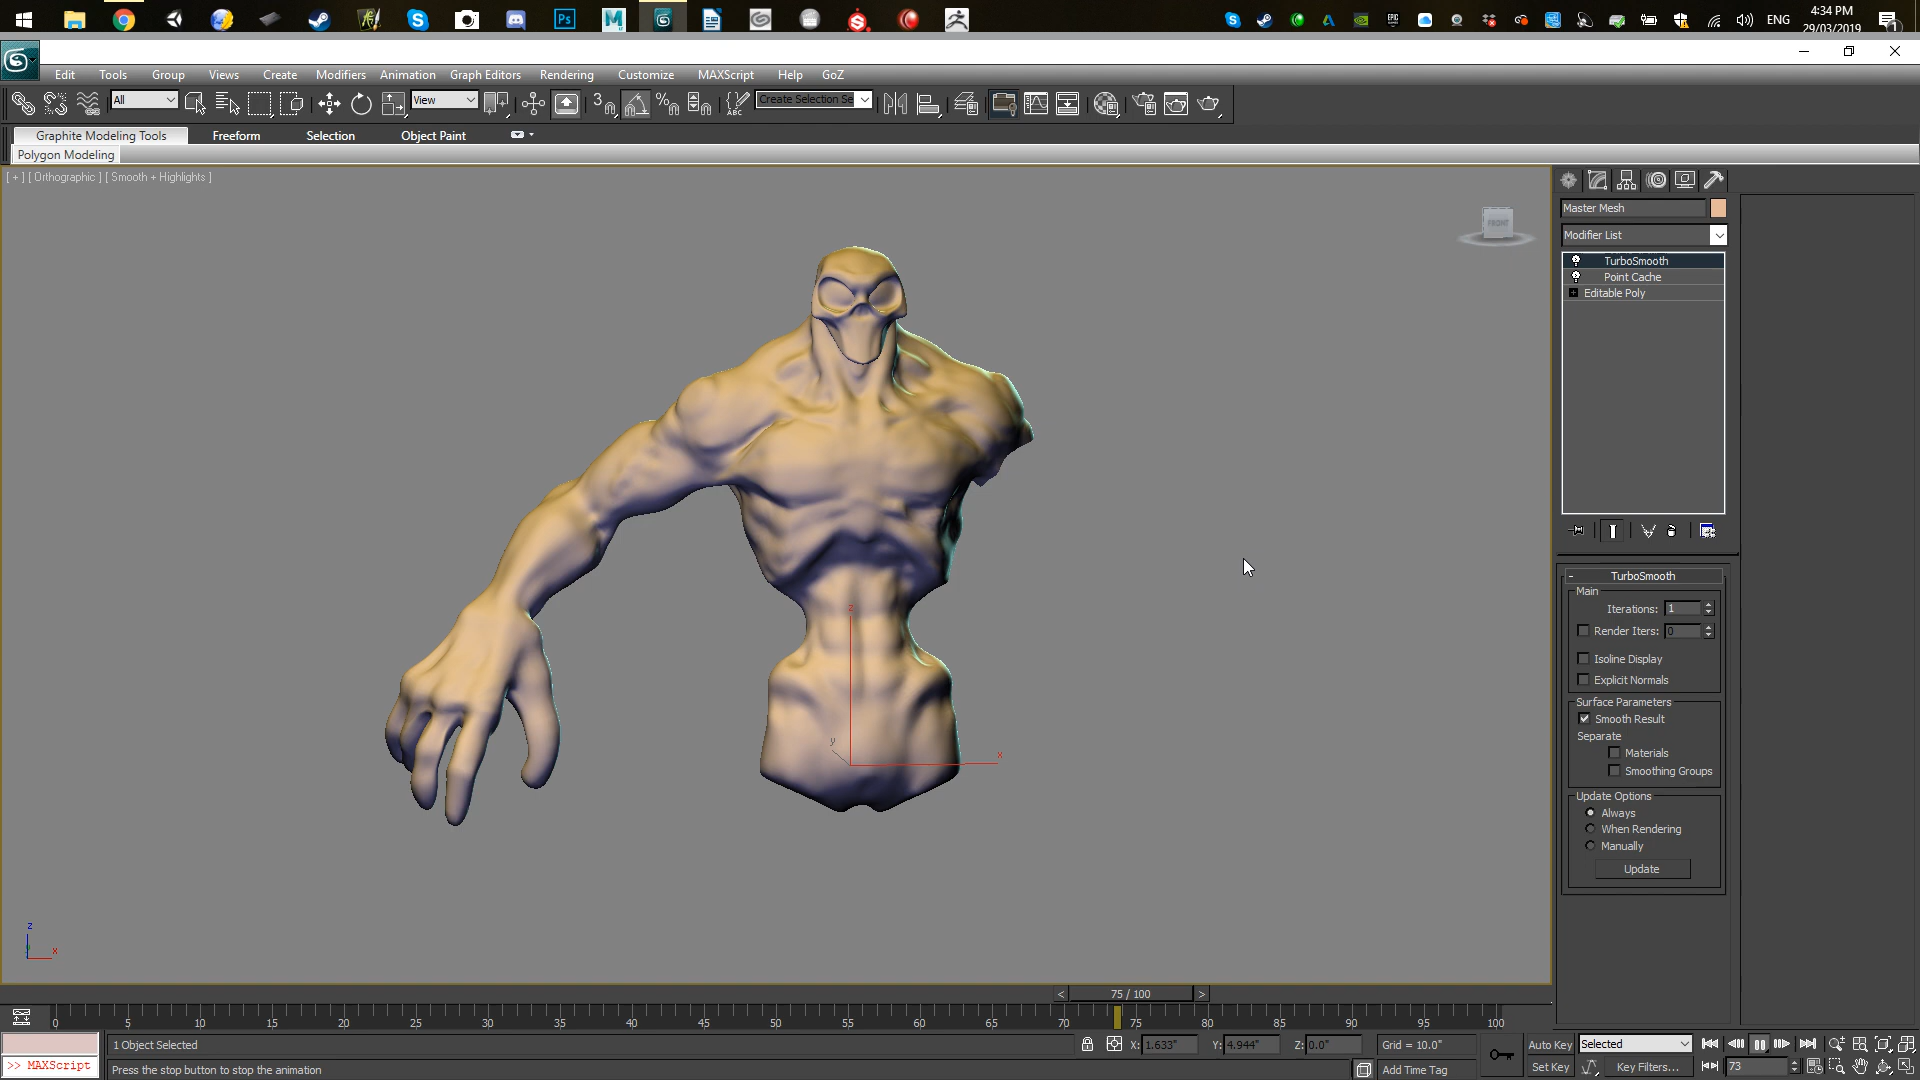 ENG
4:34 PM
29/03/2019
Edit Tools Group Views Create Modifiers Animation Graph Editors Rendering Customize MAXScript Help GoZ
All
View
3
ABC
Create Selection Se
Graphite Modeling Tools Freeform Selection Object Paint
Polygon Modeling
[ + ] [ Orthographic ] [ Smooth + Highlights ]
FRONT
Master Mesh
Modifier List
TurboSmooth
Point Cache
Editable Poly
- TurboSmooth
Main
Iterations: 1
Render Iters: 0
Isoline Display
Explicit Normals
Surface Parameters
Smooth Result
Separate
Materials
Smoothing Groups
Update Options
Always
When Rendering
Manually
Update
z
y
x
z
x
< 75 / 100 >
0 5 10 15 20 25 30 35 40 45 50 55 60 65 70 75 80 85 90 95 100
1 Object Selected
X: 1.633" Y: 4.944" Z: 0.0" Grid = 10.0"
Auto Key Selected
>> MAXScript
Press the stop button to stop the animation
Add Time Tag
Set Key Key Filters... 73